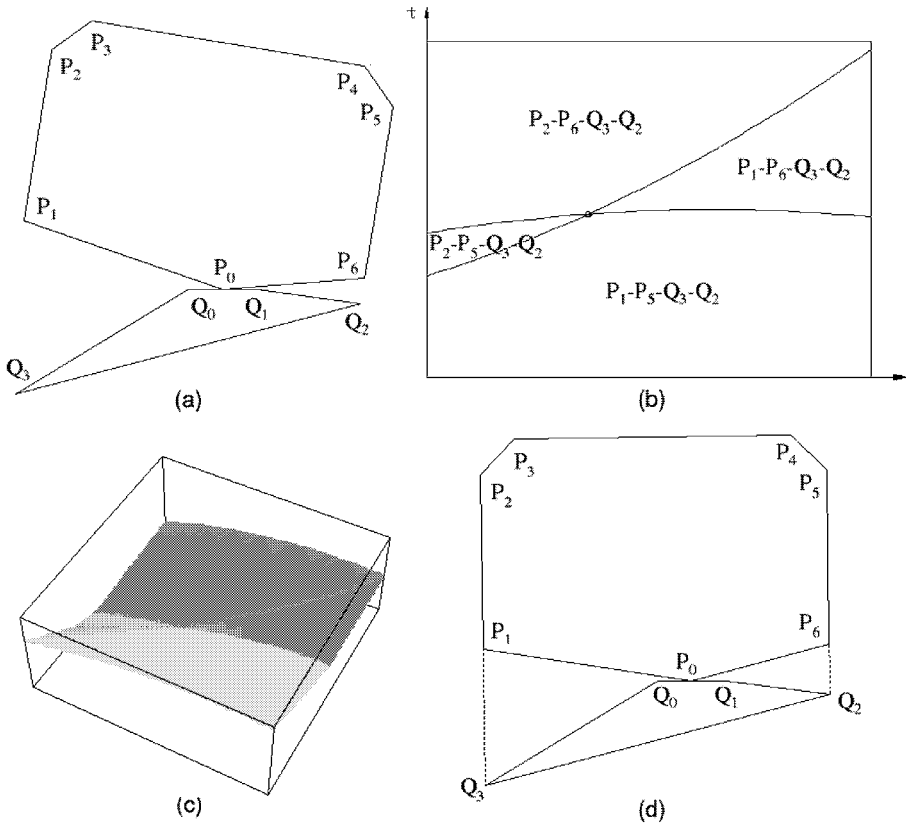 P₃
P₂
P₄
P₅
P₁
P₆
P₀
Q₀
Q₁
Q₂
Q₃
(a)
t
P₂-P₆-Q₃-Q₂
P₁-P₆-Q₃-Q₂
P₂-P₅-Q₃-Q₂
P₁-P₅-Q₃-Q₂
(b)
(c)
P₃
P₄
P₂
P₅
P₁
P₆
P₀
Q₀
Q₁
Q₂
Q₃
(d)